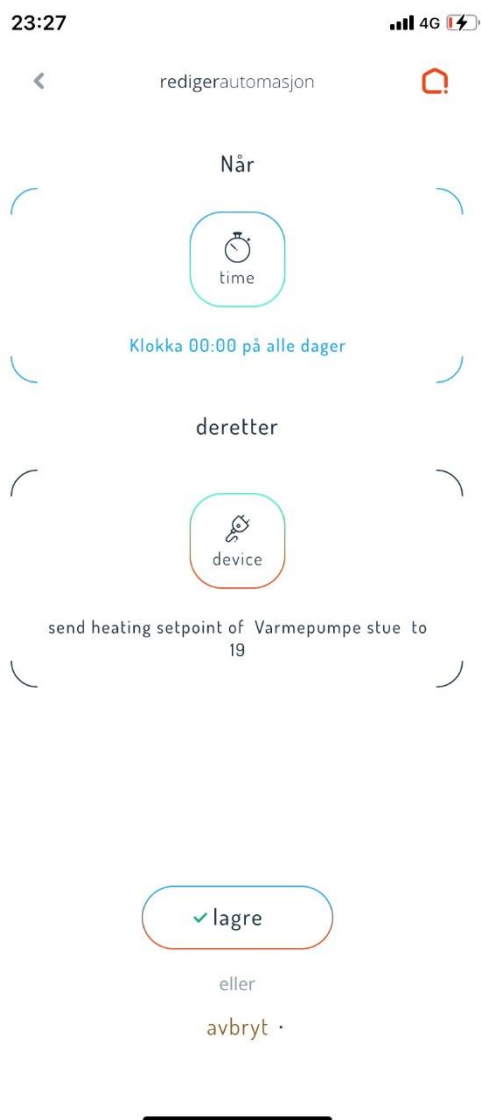 23:27
4G
redigerautomasjon
Når
time
Klokka 00:00 på alle dager
deretter
device
send heating setpoint of Varmepumpe stue to
19
lagre
eller
avbryt